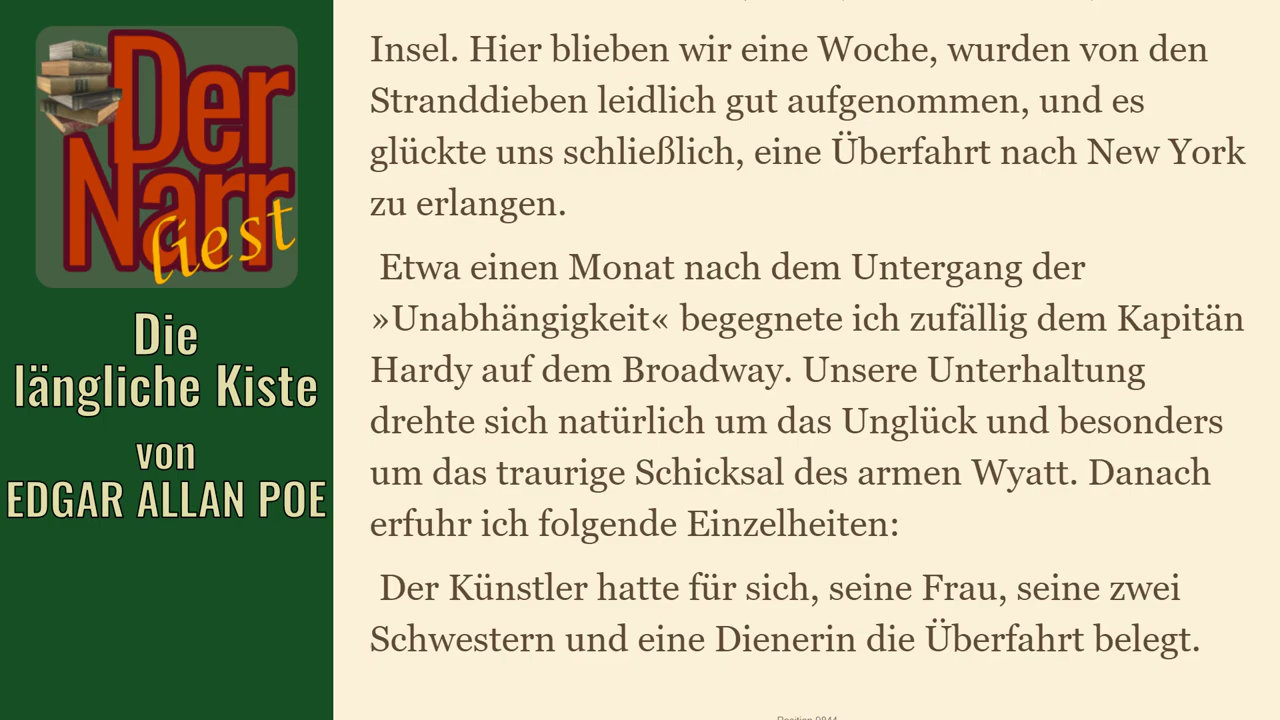 Der
Narr
liest
Die
längliche Kiste
von
EDGAR ALLAN POE
Insel. Hier blieben wir eine Woche, wurden von den
Stranddieben leidlich gut aufgenommen, und es
glückte uns schließlich, eine Überfahrt nach New York
zu erlangen.
Etwa einen Monat nach dem Untergang der
»Unabhängigkeit« begegnete ich zufällig dem Kapitän
Hardy auf dem Broadway. Unsere Unterhaltung
drehte sich natürlich um das Unglück und besonders
um das traurige Schicksal des armen Wyatt. Danach
erfuhr ich folgende Einzelheiten:
Der Künstler hatte für sich, seine Frau, seine zwei
Schwestern und eine Dienerin die Überfahrt belegt.